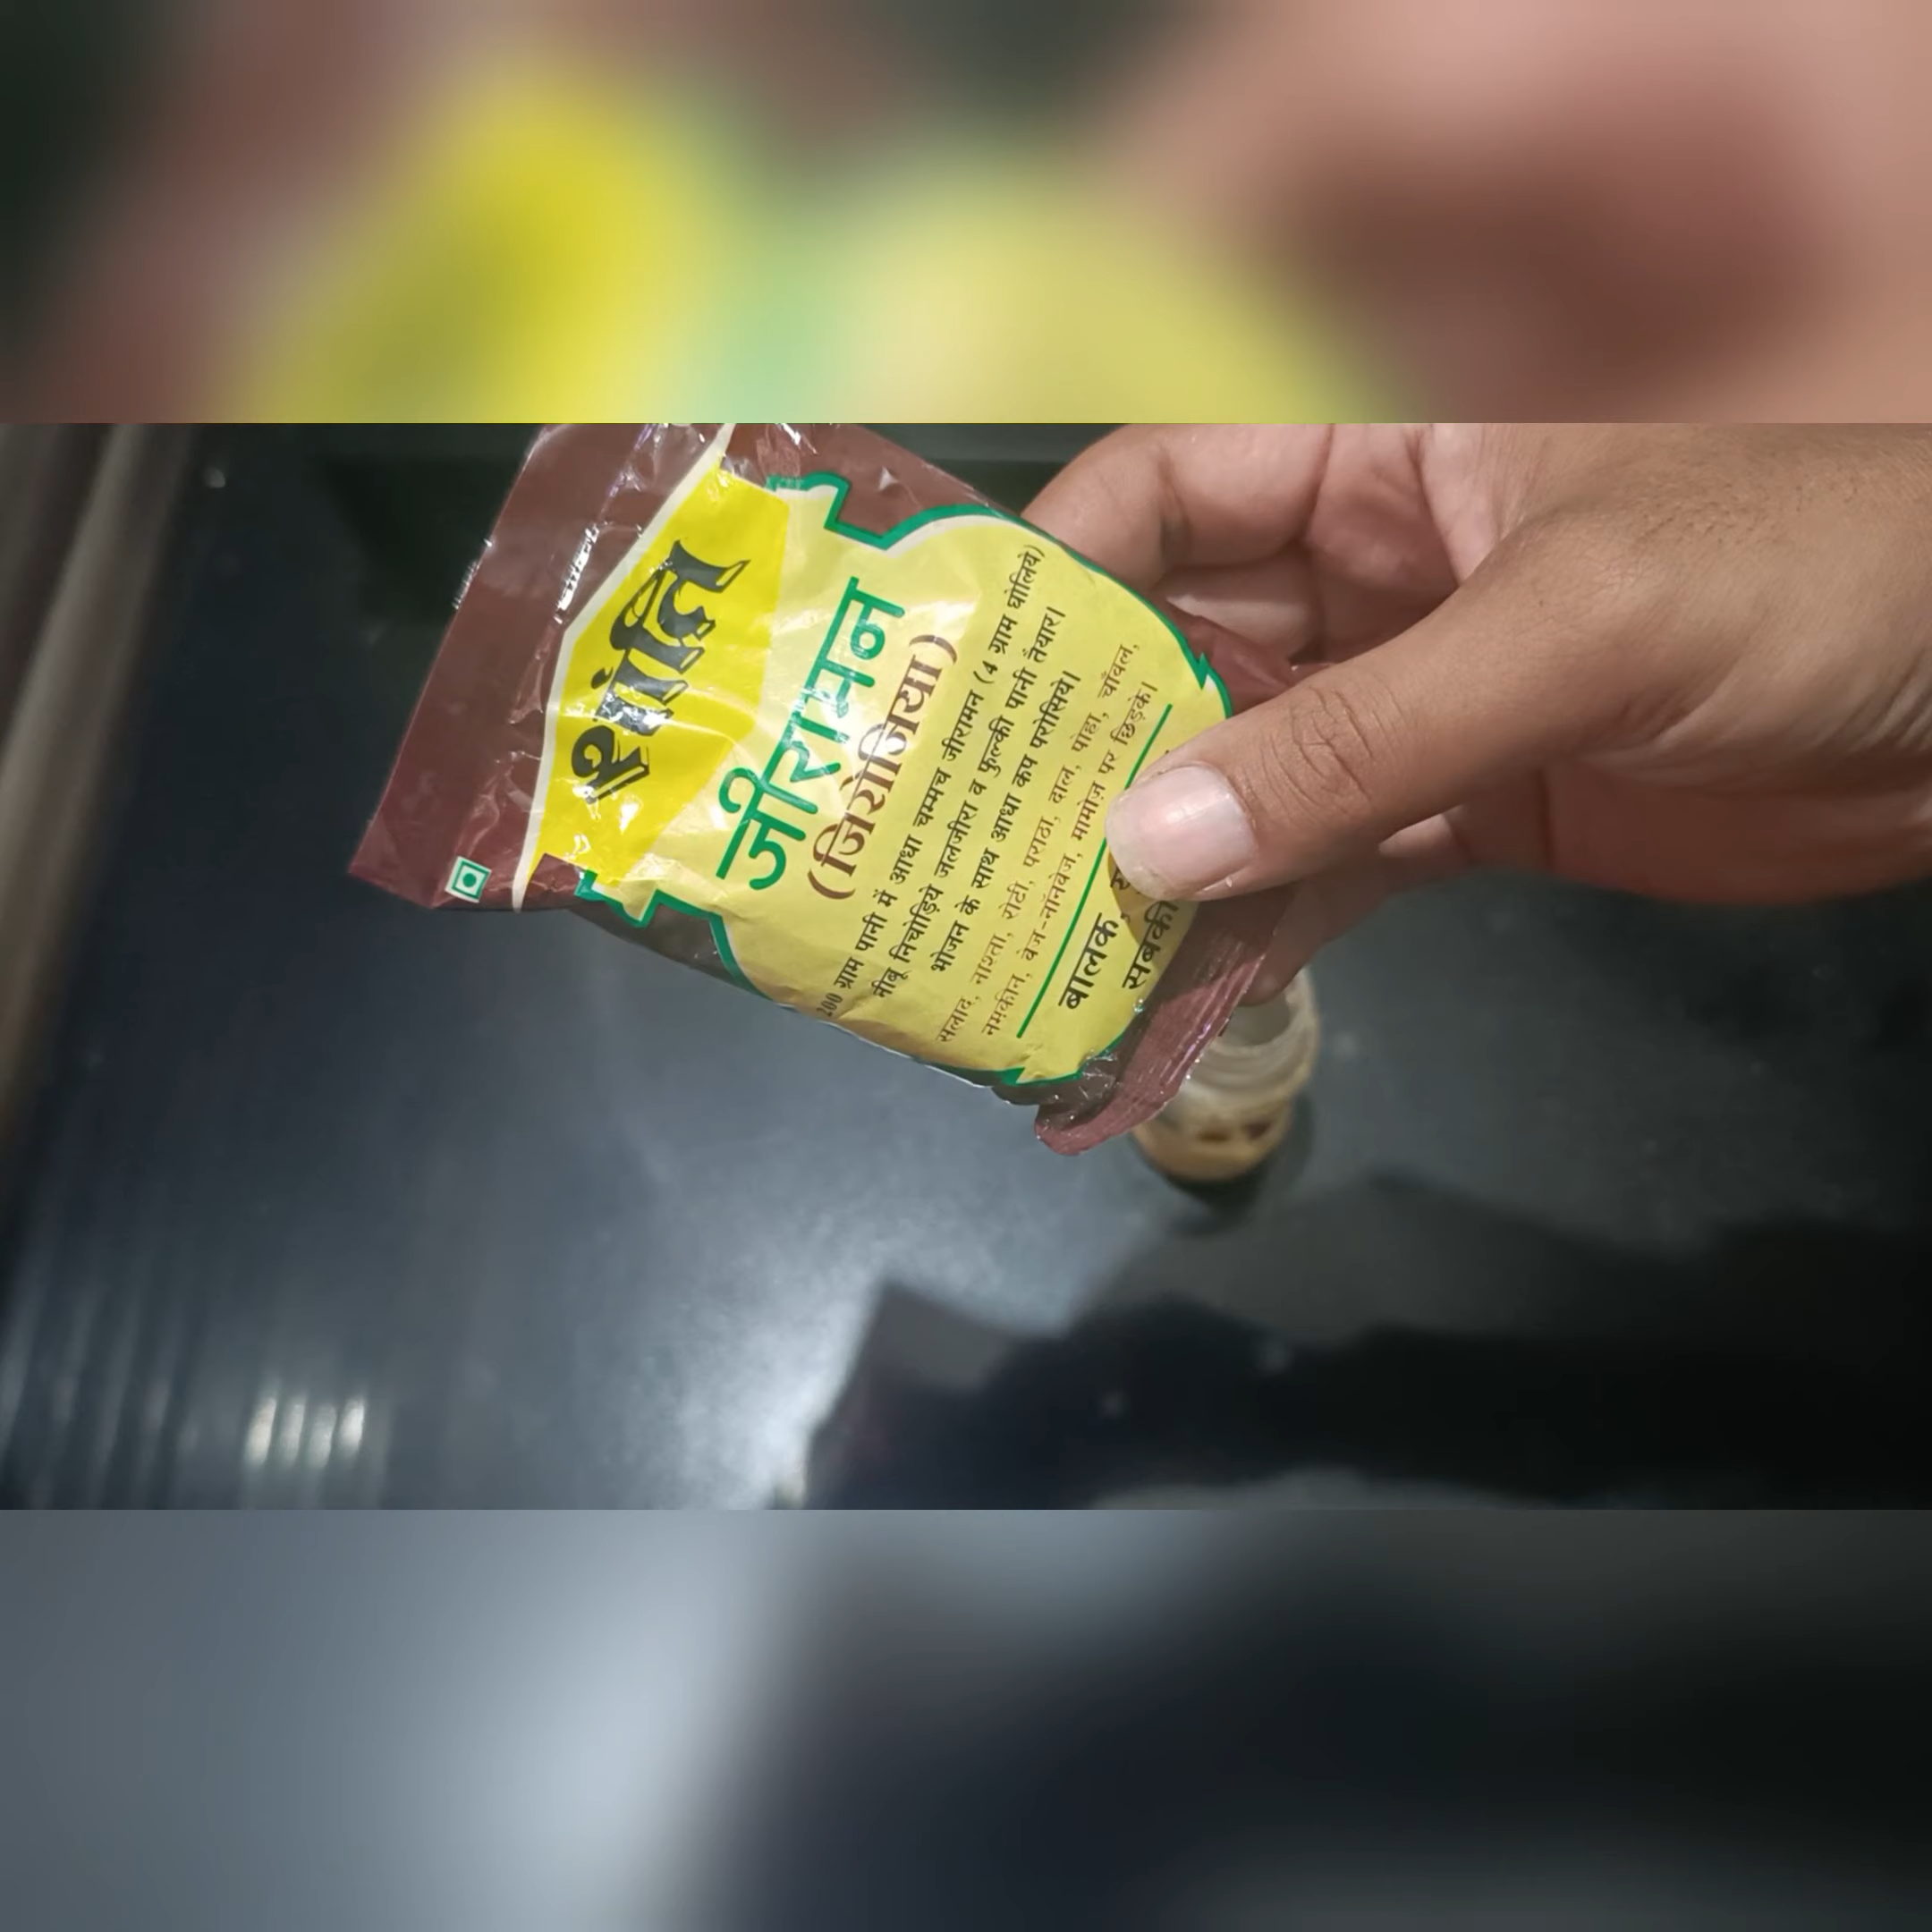 शांति
जीरामन
(जिरोजिया)
200 ग्राम पानी में आधा चम्मच जीरामन (4 ग्राम घोलिये)
नीबू निचोड़िये जलजीरा व फुल्की पानी तैयार।
भोजन के साथ आधा कप परोसिये।
सलाद, नाश्ता, रोटी, पराठा, दाल, पोहा, चाँवल,
नमकीन, वेज-नॉनवेज, मामोज़ पर छिड़के।
बालक,
सबकी